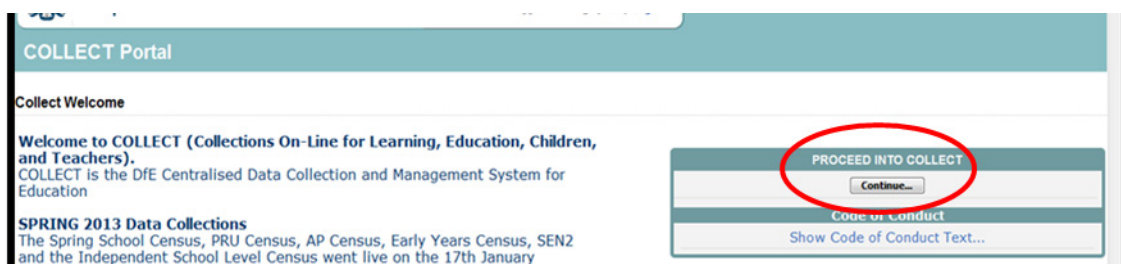 COLLECT Portal
Collect Welcome
Welcome to COLLECT (Collections On-Line for Learning, Education, Children,
and Teachers).
COLLECT is the DfE Centralised Data Collection and Management System for
Education
SPRING 2013 Data Collections
The Spring School Census, PRU Census, AP Census, Early Years Census, SEN2
and the Independent School Level Census went live on the 17th January
PROCEED INTO COLLECT
Continue...
Code of Conduct
Show Code of Conduct Text...